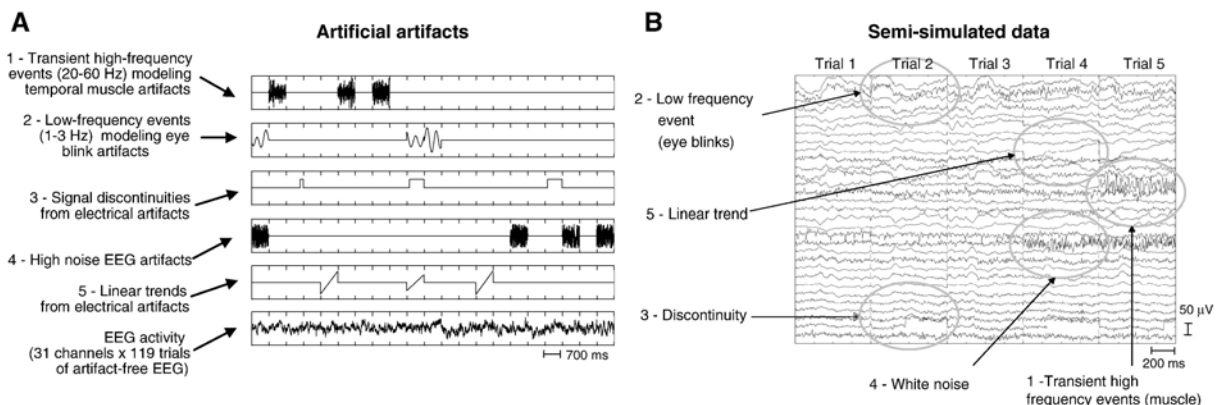 A
Artificial artifacts
1 - Transient high-frequency
events (20-60 Hz) modeling
temporal muscle artifacts
2 - Low-frequency events
(1-3 Hz) modeling eye
blink artifacts
3 - Signal discontinuities
from electrical artifacts
4 - High noise EEG artifacts
5 - Linear trends
from electrical artifacts
EEG activity
(31 channels x 119 trials
of artifact-free EEG)
700 ms
B
Semi-simulated data
Trial 1 Trial 2 Trial 3 Trial 4 Trial 5
2 - Low frequency
event
(eye blinks)
5 - Linear trend
3 - Discontinuity
50 µV
200 ms
4 - White noise
1 -Transient high
frequency events (muscle)